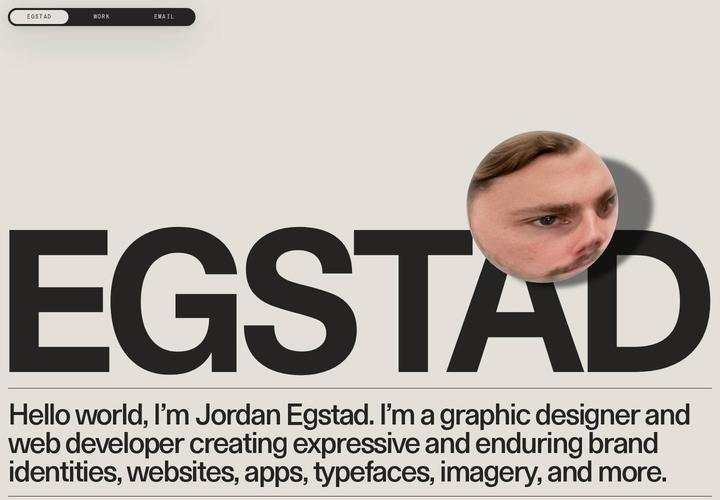 EGSTAD WORK EMAIL
EGSTAD
Hello world, I’m Jordan Egstad. I’m a graphic designer and
web developer creating expressive and enduring brand
identities, websites, apps, typefaces, imagery, and more.